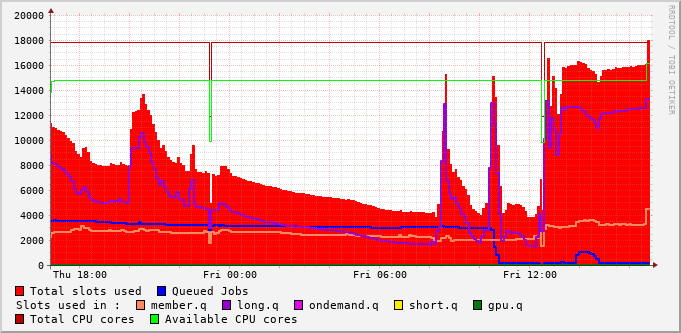 20000
18000
16000
14000
12000
10000
8000
6000
4000
2000
0
Thu 18:00 Fri 00:00 Fri 06:00 Fri 12:00
Total slots used Queued Jobs
Slots used in : member.q long.q ondemand.q short.q gpu.q
Total CPU cores Available CPU cores
RRDTOOL / TOBI OETIKER